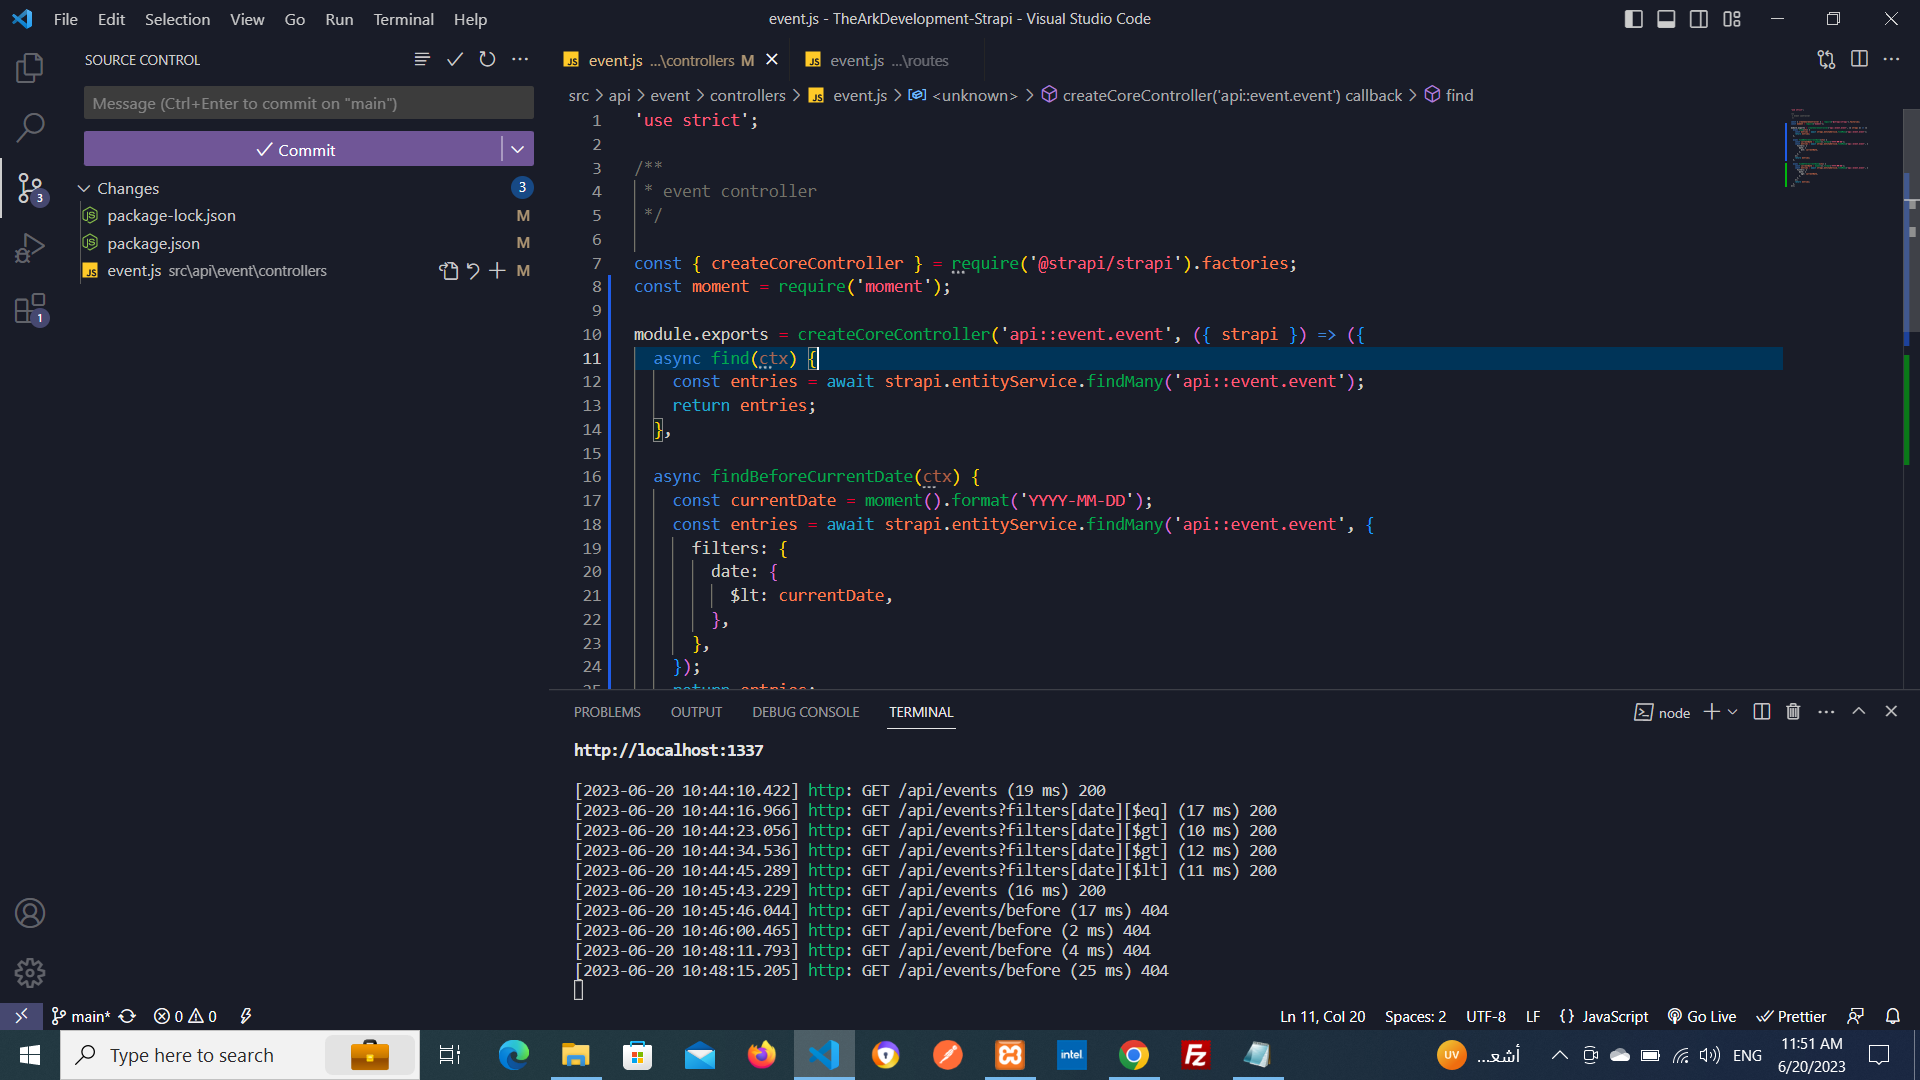 File Edit Selection View Go Run Terminal Help
event.js - TheArkDevelopment-Strapi - Visual Studio Code
SOURCE CONTROL
Message (Ctrl+Enter to commit on "main")
Commit
Changes 3
package-lock.json M
package.json M
event.js src\api\event\controllers M
3
1
event.js ...\controllers M
event.js ...\routes
src > api > event > controllers > JS event.js > <unknown> > createCoreController('api::event.event') callback > find
1 'use strict';
2
3 /**
4 * event controller
5 */
6
7 const { createCoreController } = require('@strapi/strapi').factories;
8 const moment = require('moment');
9
10 module.exports = createCoreController('api::event.event', ({ strapi }) => ({
11 async find(ctx) {
12 const entries = await strapi.entityService.findMany('api::event.event');
13 return entries;
14 },
15
16 async findBeforeCurrentDate(ctx) {
17 const currentDate = moment().format('YYYY-MM-DD');
18 const entries = await strapi.entityService.findMany('api::event.event', {
19 filters: {
20 date: {
21 $lt: currentDate,
22 },
23 },
24 });
25 return entries;
PROBLEMS OUTPUT DEBUG CONSOLE TERMINAL
node
http://localhost:1337
[2023-06-20 10:44:10.422] http: GET /api/events (19 ms) 200
[2023-06-20 10:44:16.966] http: GET /api/events?filters[date][$eq] (17 ms) 200
[2023-06-20 10:44:23.056] http: GET /api/events?filters[date][$gt] (10 ms) 200
[2023-06-20 10:44:34.536] http: GET /api/events?filters[date][$gt] (12 ms) 200
[2023-06-20 10:44:45.289] http: GET /api/events?filters[date][$lt] (11 ms) 200
[2023-06-20 10:45:43.229] http: GET /api/events (16 ms) 200
[2023-06-20 10:45:46.044] http: GET /api/events/before (17 ms) 404
[2023-06-20 10:46:00.465] http: GET /api/event/before (2 ms) 404
[2023-06-20 10:48:11.793] http: GET /api/event/before (4 ms) 404
[2023-06-20 10:48:15.205] http: GET /api/events/before (25 ms) 404
main* 0 0
Ln 11, Col 20 Spaces: 2 UTF-8 LF {} JavaScript Go Live Prettier
Type here to search
intel
UV
أشعـ...
ENG
11:51 AM
6/20/2023